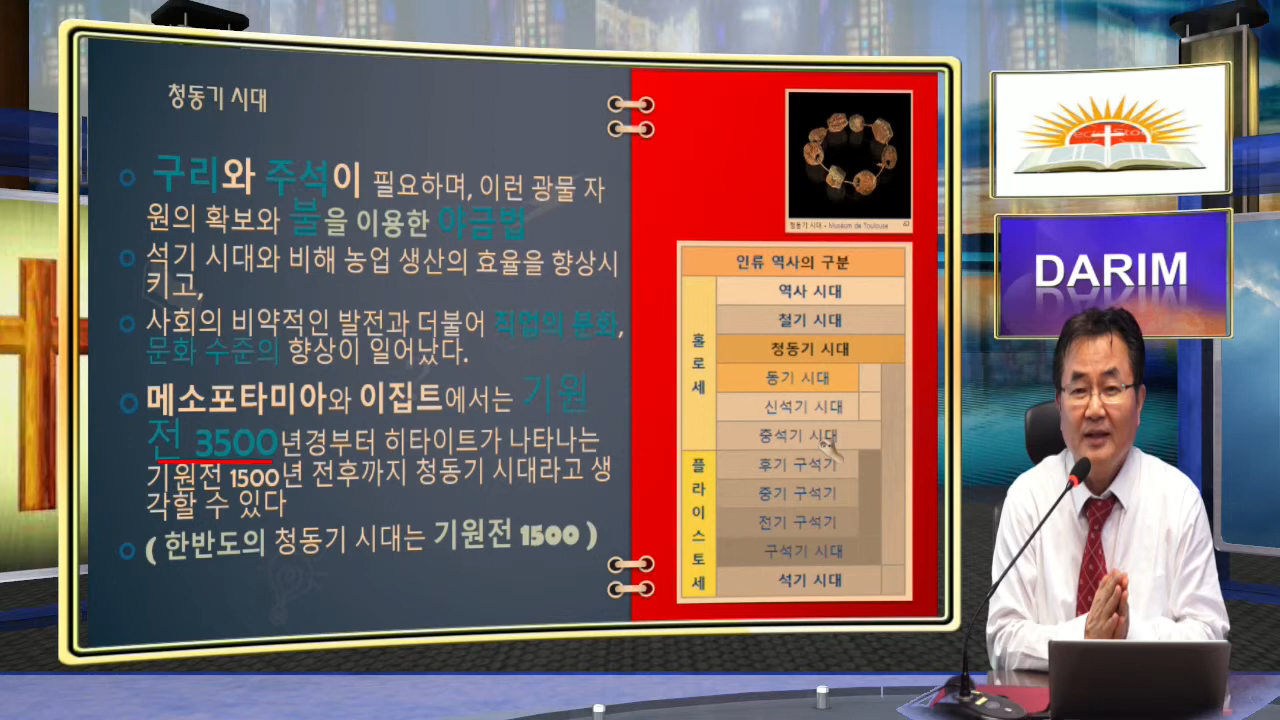 청동기 시대
구리와 주석이 필요하며, 이런 광물 자
원의 확보와 불을 이용한 야금법
석기 시대와 비해 농업 생산의 효율을 향상시
키고,
사회의 비약적인 발전과 더불어 직업의 분화,
문화 수준의 향상이 일어났다.
메소포타미아와 이집트에서는 기원
전 3500년경부터 히타이트가 나타나는
기원전 1500년 전후까지 청동기 시대라고 생
각할 수 있다
( 한반도의 청동기 시대는 기원전 1500 )
청동기 시대 - Muséum de Toulouse
인류 역사의 구분
홀로세
역사 시대
철기 시대
청동기 시대
동기 시대
신석기 시대
중석기 시대
플라이스토세
후기 구석기
중기 구석기
전기 구석기
구석기 시대
석기 시대
DARIM